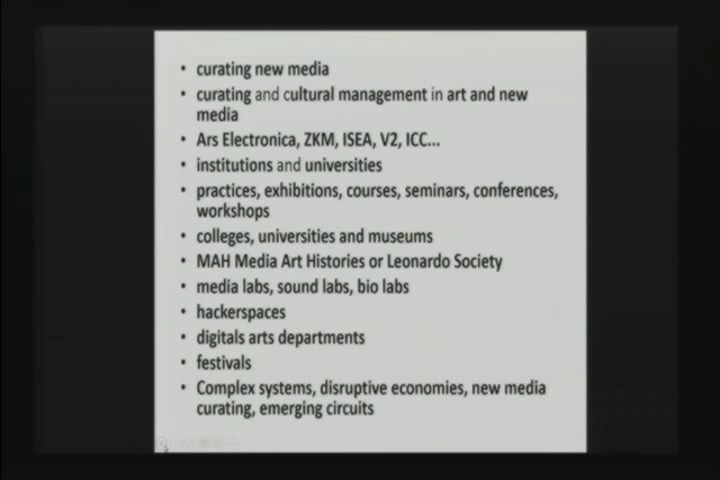 • curating new media
• curating and cultural management in art and new
media
• Ars Electronica, ZKM, ISEA, V2, ICC...
• institutions and universities
• practices, exhibitions, courses, seminars, conferences,
workshops
• colleges, universities and museums
• MAH Media Art Histories or Leonardo Society
• media labs, sound labs, bio labs
• hackerspaces
• digitals arts departments
• festivals
• Complex systems, disruptive economies, new media
curating, emerging circuits